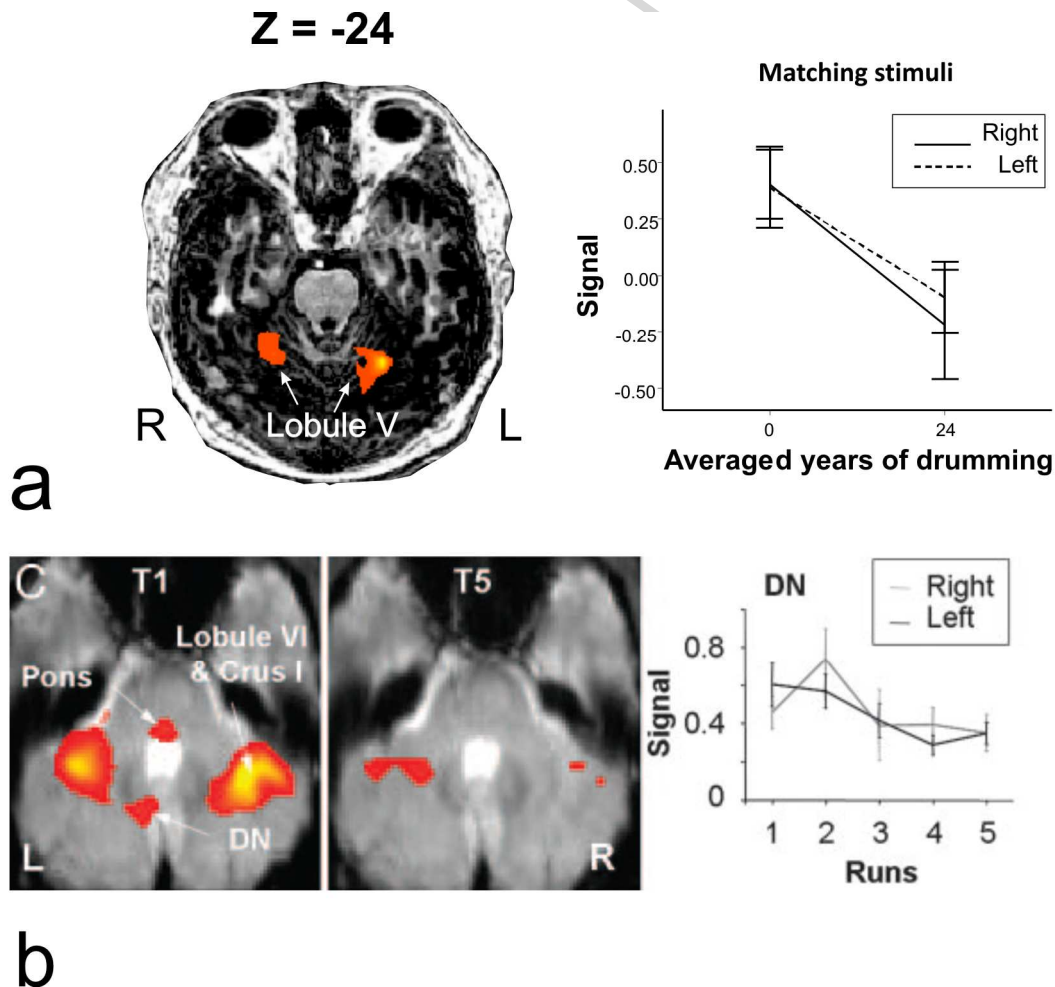 Z = -24
R
Lobule V
L
a
Matching stimuli
Right
Left
Signal
0.50
0.25
0.00
-0.25
-0.50
0
24
Averaged years of drumming
C
T1
Lobule VI
& Crus I
Pons
DN
L
T5
R
DN
Right
Left
Signal
0.8
0.4
0
1 2 3 4 5
Runs
b